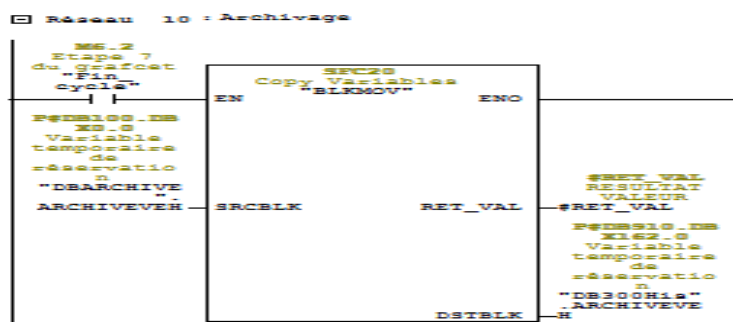 Réseau 10 : Archivage
M6.2
Etape 7
du grafcet
"Fin_
cycle"
SFC20
Copy Variables
"BLKMOV"
EN
ENO
P#DB100.DB
X0.0
Variable
temporaire
de
réservatio
n
"DBARCHIVE
".
ARCHIVEVEH
SRCBLK
RET_VAL
#RET_VAL
RESULTAT
VALEUR
#RET_VAL
P#DB910.DB
X162.0
Variable
temporaire
de
réservatio
n
"DB300His"
.ARCHIVEVE
H
DSTBLK